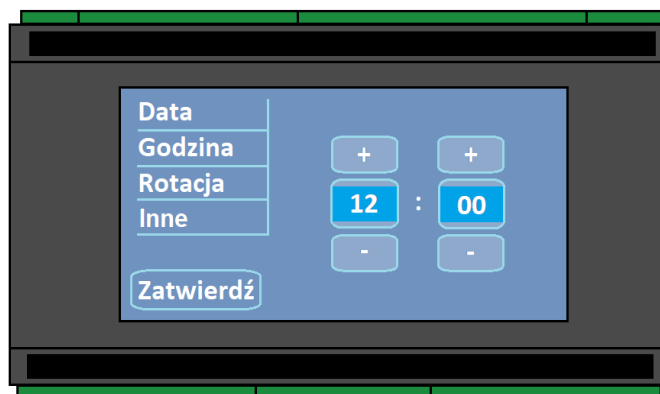 Data
Godzina
Rotacja
Inne
Zatwierdź
+ +
12 : 00
- -